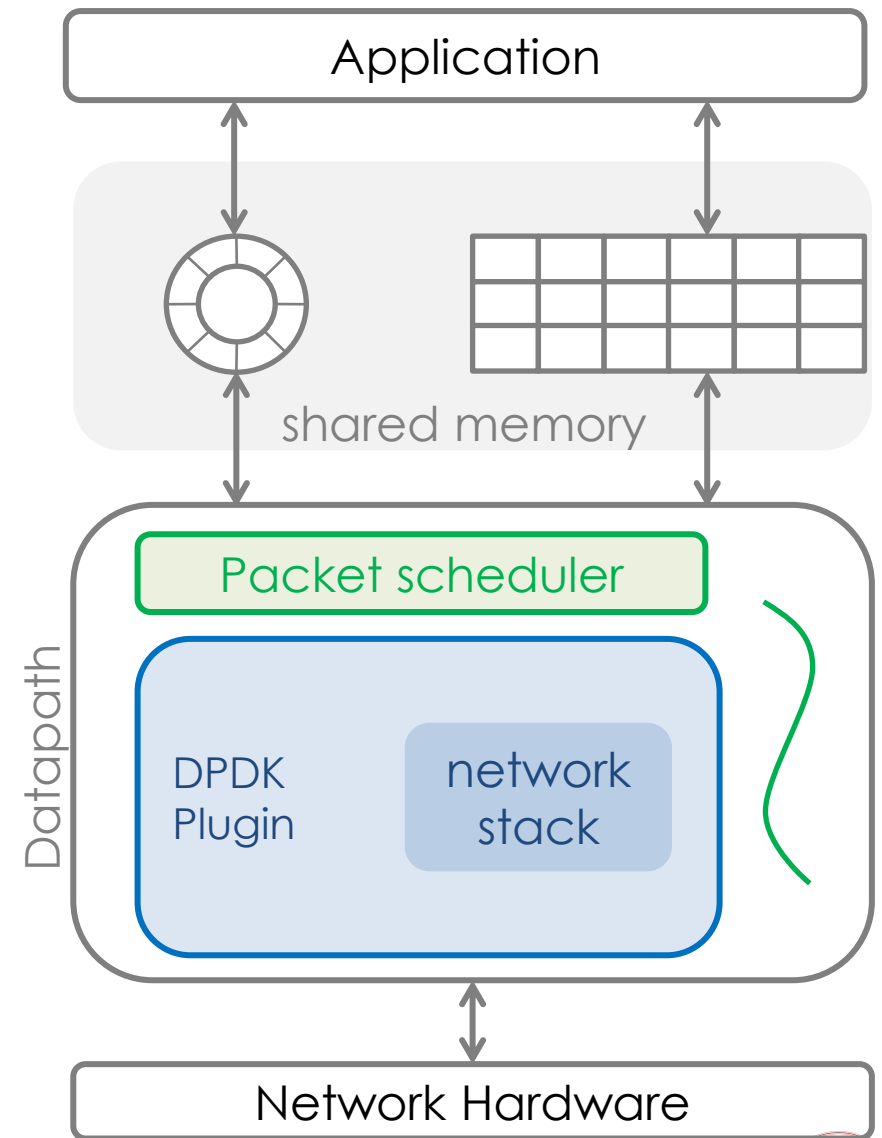 Application
shared memory
Packet scheduler
Datapath
DPDK
Plugin
network
stack
Network Hardware